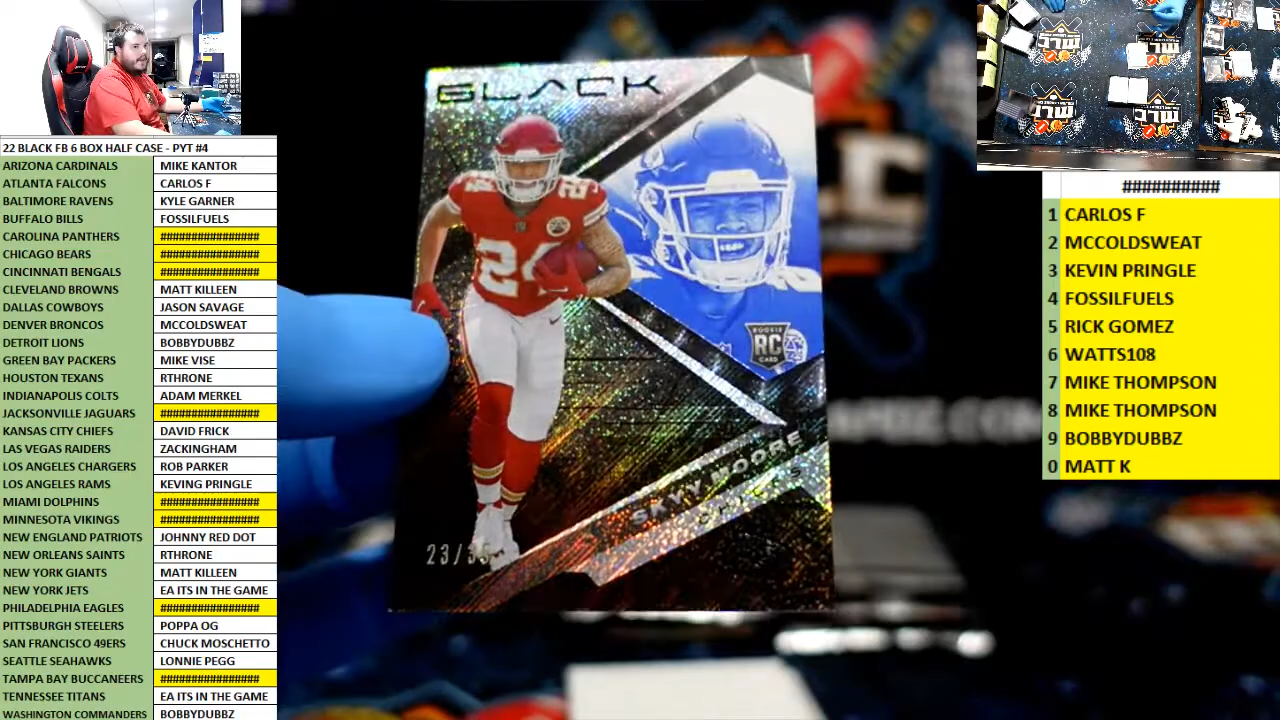 22 BLACK FB 6 BOX HALF CASE - PYT #4
ARIZONA CARDINALS MIKE KANTOR
ATLANTA FALCONS CARLOS F
BALTIMORE RAVENS KYLE GARNER
BUFFALO BILLS FOSSILFUELS
CAROLINA PANTHERS ################
CHICAGO BEARS ################
CINCINNATI BENGALS ################
CLEVELAND BROWNS MATT KILLEEN
DALLAS COWBOYS JASON SAVAGE
DENVER BRONCOS MCCOLDSWEAT
DETROIT LIONS BOBBYDUBBZ
GREEN BAY PACKERS MIKE VISE
HOUSTON TEXANS RTHRONE
INDIANAPOLIS COLTS ADAM MERKEL
JACKSONVILLE JAGUARS ################
KANSAS CITY CHIEFS DAVID FRICK
LAS VEGAS RAIDERS ZACKINGHAM
LOS ANGELES CHARGERS ROB PARKER
LOS ANGELES RAMS KEVING PRINGLE
MIAMI DOLPHINS ################
MINNESOTA VIKINGS ################
NEW ENGLAND PATRIOTS JOHNNY RED DOT
NEW ORLEANS SAINTS RTHRONE
NEW YORK GIANTS MATT KILLEEN
NEW YORK JETS EA ITS IN THE GAME
PHILADELPHIA EAGLES ################
PITTSBURGH STEELERS POPPA OG
SAN FRANCISCO 49ERS CHUCK MOSCHETTO
SEATTLE SEAHAWKS LONNIE PEGG
TAMPA BAY BUCCANEERS ################
TENNESSEE TITANS EA ITS IN THE GAME
WASHINGTON COMMANDERS BOBBYDUBBZ
BLACK
24
24
ROOKIE
RC
CARD
SKYY MOORE
CHIEFS
23/35
##########
1 CARLOS F
2 MCCOLDSWEAT
3 KEVIN PRINGLE
4 FOSSILFUELS
5 RICK GOMEZ
6 WATTS108
7 MIKE THOMPSON
8 MIKE THOMPSON
9 BOBBYDUBBZ
0 MATT K